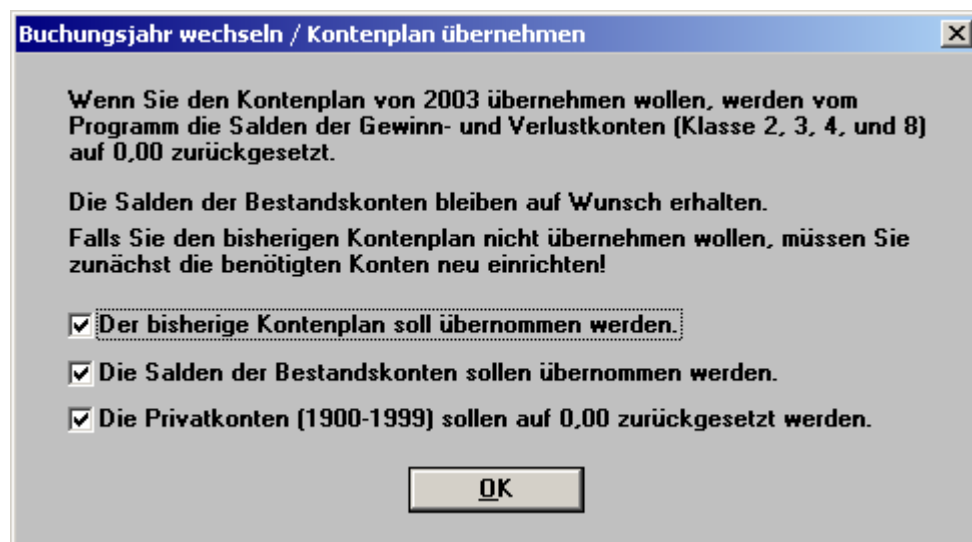 Buchungsjahr wechseln / Kontenplan übernehmen
Wenn Sie den Kontenplan von 2003 übernehmen wollen, werden vom
Programm die Salden der Gewinn- und Verlustkonten (Klasse 2, 3, 4, und 8)
auf 0,00 zurückgesetzt.
Die Salden der Bestandskonten bleiben auf Wunsch erhalten.
Falls Sie den bisherigen Kontenplan nicht übernehmen wollen, müssen Sie
zunächst die benötigten Konten neu einrichten!
Der bisherige Kontenplan soll übernommen werden.
Die Salden der Bestandskonten sollen übernommen werden.
Die Privatkonten (1900-1999) sollen auf 0,00 zurückgesetzt werden.
OK